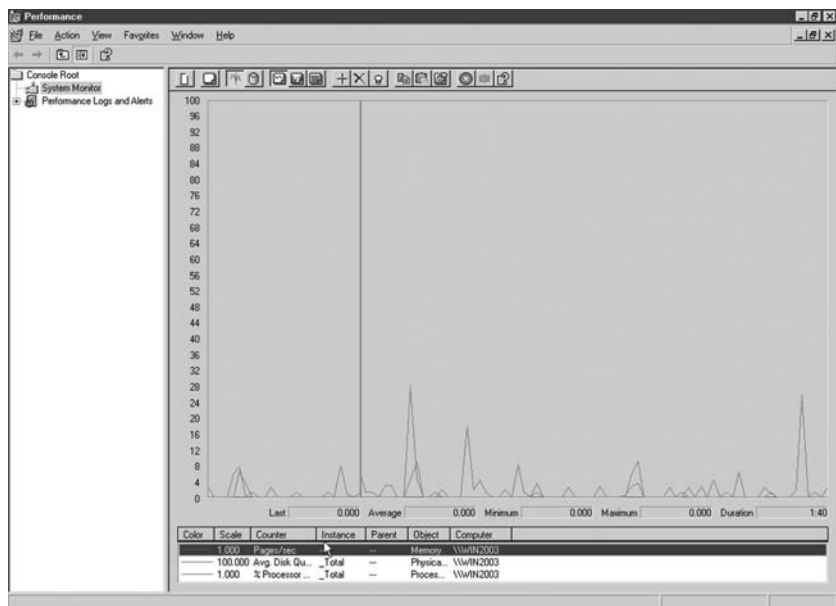 Performance
File Action View Favorites Window Help
Console Root
System Monitor
Performance Logs and Alerts
100
96
92
88
84
80
76
72
68
64
60
56
52
48
44
40
36
32
28
24
20
16
12
8
4
0
Last 0.000 Average 0.000 Minimum 0.000 Maximum 0.000 Duration 1:40
Color Scale Counter Instance Parent Object Computer
1.000 Pages/sec --- Memory \\WIN2003
100.000 Avg. Disk Qu... _Total --- Physica... \\WIN2003
1.000 % Processor ... _Total --- Proces... \\WIN2003